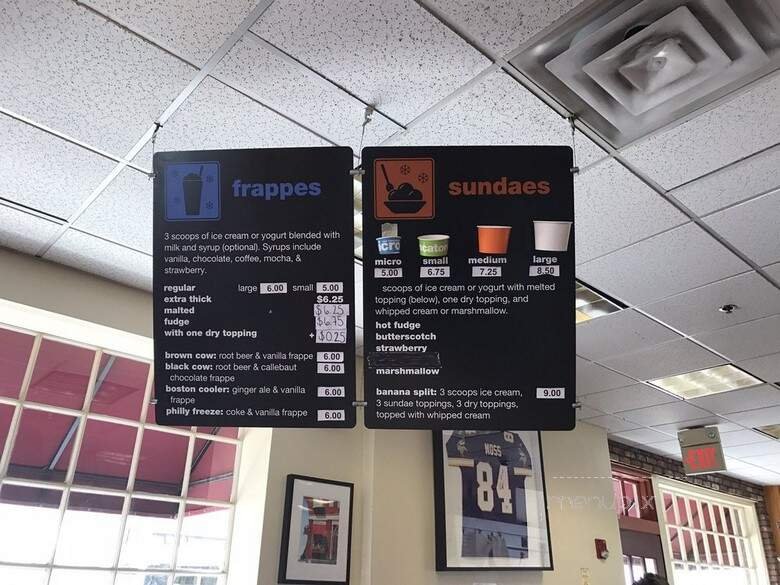 frappes
3 scoops of ice cream or yogurt blended with
milk and syrup (optional). Syrups include
vanilla, chocolate, coffee, mocha, &
strawberry.
regular large 6.00 small 5.00
extra thick $6.25
malted $6.25
fudge $6.75
with one dry topping + $0.25
brown cow: root beer & vanilla frappe 6.00
black cow: root beer & callebaut 6.00
chocolate frappe
boston cooler: ginger ale & vanilla 6.00
frappe
philly freeze: coke & vanilla frappe 6.00
sundaes
micro small medium large
5.00 6.75 7.25 8.50
scoops of ice cream or yogurt with melted
topping (below), one dry topping, and
whipped cream or marshmallow.
hot fudge
butterscotch
strawberry
marshmallow
banana split: 3 scoops ice cream, 9.00
3 sundae toppings, 3 dry toppings,
topped with whipped cream
MOSS
84
EXIT
menupix